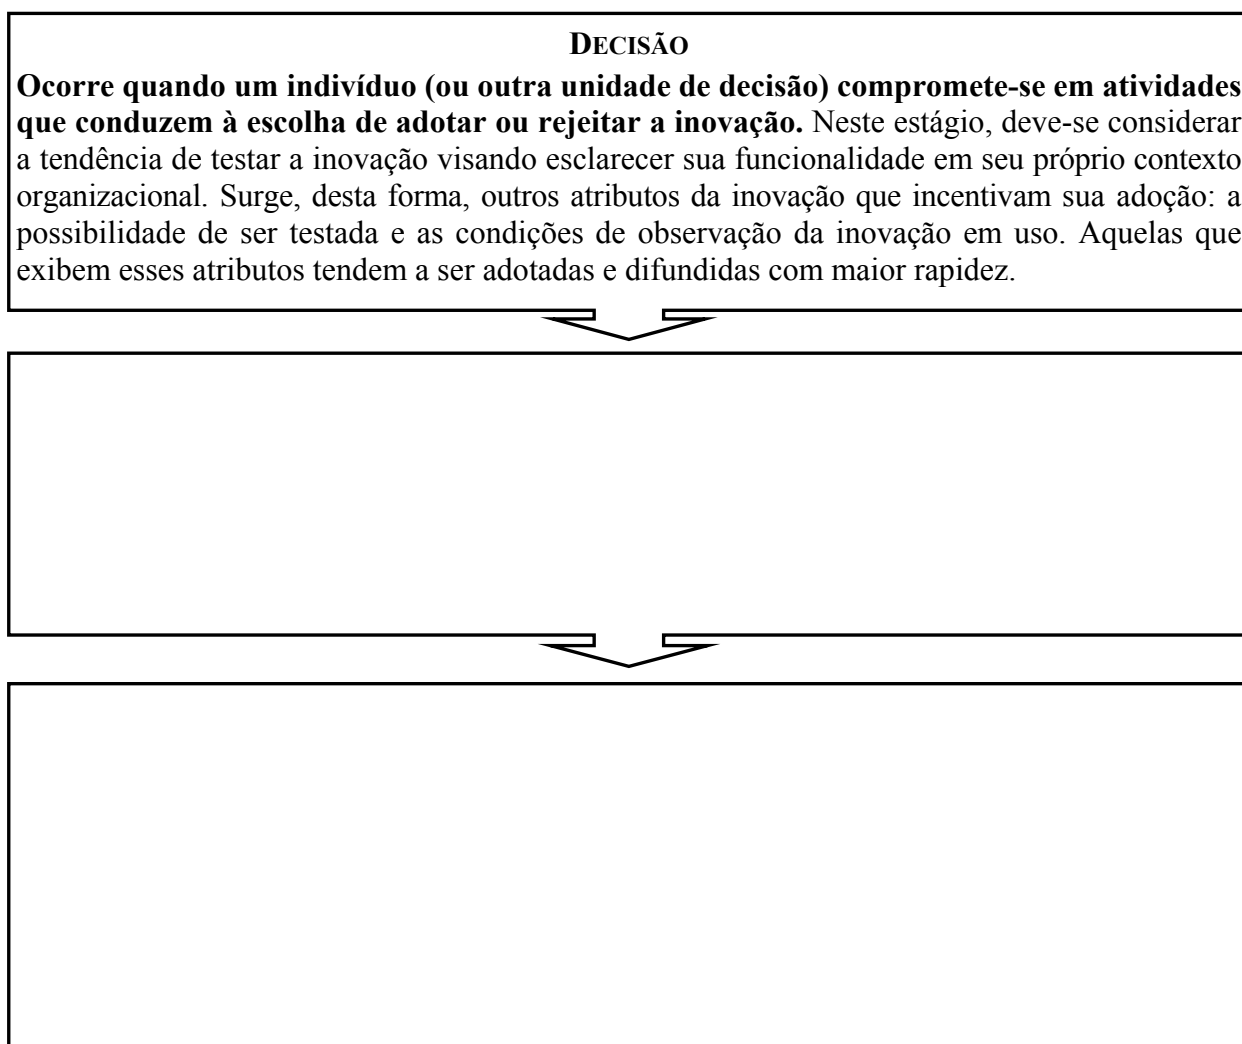 DECISÃO
Ocorre quando um indivíduo (ou outra unidade de decisão) compromete-se em atividades
que conduzem à escolha de adotar ou rejeitar a inovação. Neste estágio, deve-se considerar
a tendência de testar a inovação visando esclarecer sua funcionalidade em seu próprio contexto
organizacional. Surge, desta forma, outros atributos da inovação que incentivam sua adoção: a
possibilidade de ser testada e as condições de observação da inovação em uso. Aquelas que
exibem esses atributos tendem a ser adotadas e difundidas com maior rapidez.